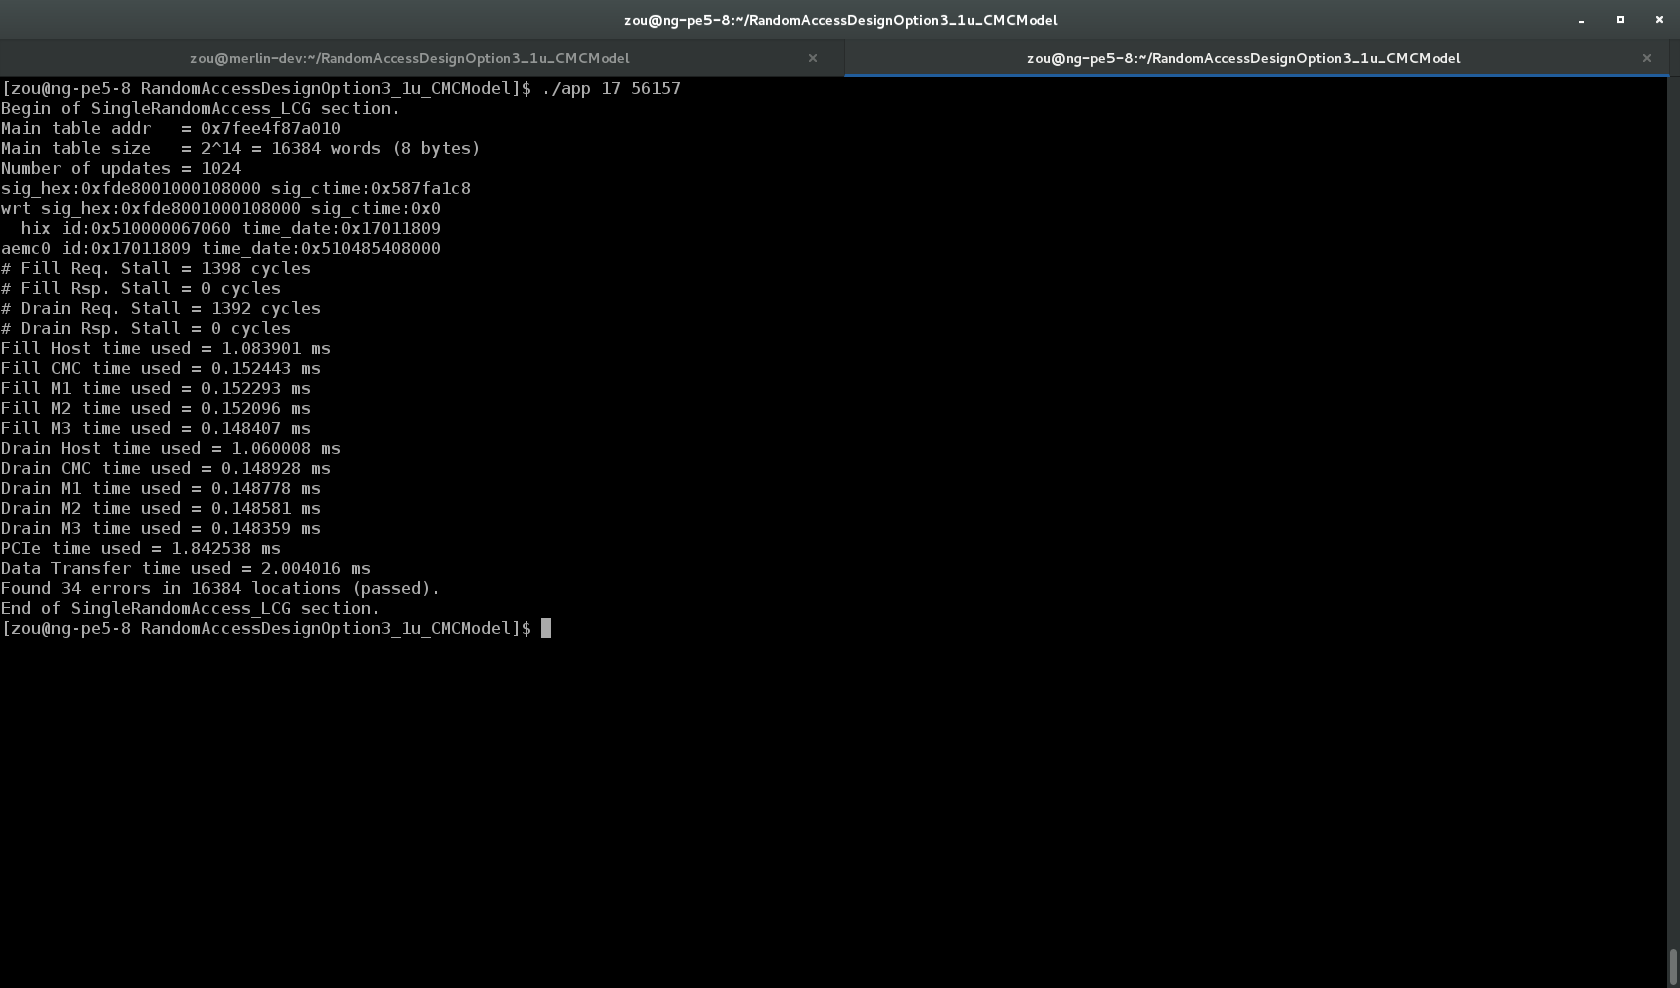 zou@ng-pe5-8:~/RandomAccessDesignOption3_1u_CMCModel
zou@merlin-dev:~/RandomAccessDesignOption3_1u_CMCModel
zou@ng-pe5-8:~/RandomAccessDesignOption3_1u_CMCModel
[zou@ng-pe5-8 RandomAccessDesignOption3_1u_CMCModel]$ ./app 17 56157
Begin of SingleRandomAccess_LCG section.
Main table addr   = 0x7fee4f87a010
Main table size   = 2^14 = 16384 words (8 bytes)
Number of updates = 1024
sig_hex:0xfde8001000108000 sig_ctime:0x587fa1c8
wrt sig_hex:0xfde8001000108000 sig_ctime:0x0
  hix id:0x510000067060 time_date:0x17011809
aemc0 id:0x17011809 time_date:0x510485408000
# Fill Req. Stall = 1398 cycles
# Fill Rsp. Stall = 0 cycles
# Drain Req. Stall = 1392 cycles
# Drain Rsp. Stall = 0 cycles
Fill Host time used = 1.083901 ms
Fill CMC time used = 0.152443 ms
Fill M1 time used = 0.152293 ms
Fill M2 time used = 0.152096 ms
Fill M3 time used = 0.148407 ms
Drain Host time used = 1.060008 ms
Drain CMC time used = 0.148928 ms
Drain M1 time used = 0.148778 ms
Drain M2 time used = 0.148581 ms
Drain M3 time used = 0.148359 ms
PCIe time used = 1.842538 ms
Data Transfer time used = 2.004016 ms
Found 34 errors in 16384 locations (passed).
End of SingleRandomAccess_LCG section.
[zou@ng-pe5-8 RandomAccessDesignOption3_1u_CMCModel]$